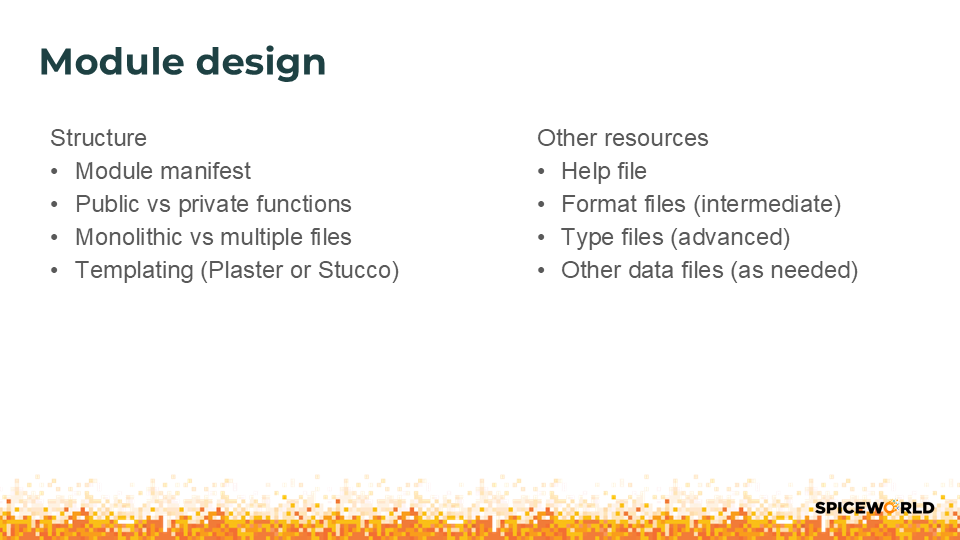 Module design
Structure
• Module manifest
• Public vs private functions
• Monolithic vs multiple files
• Templating (Plaster or Stucco)
Other resources
• Help file
• Format files (intermediate)
• Type files (advanced)
• Other data files (as needed)
SPICEWORLD